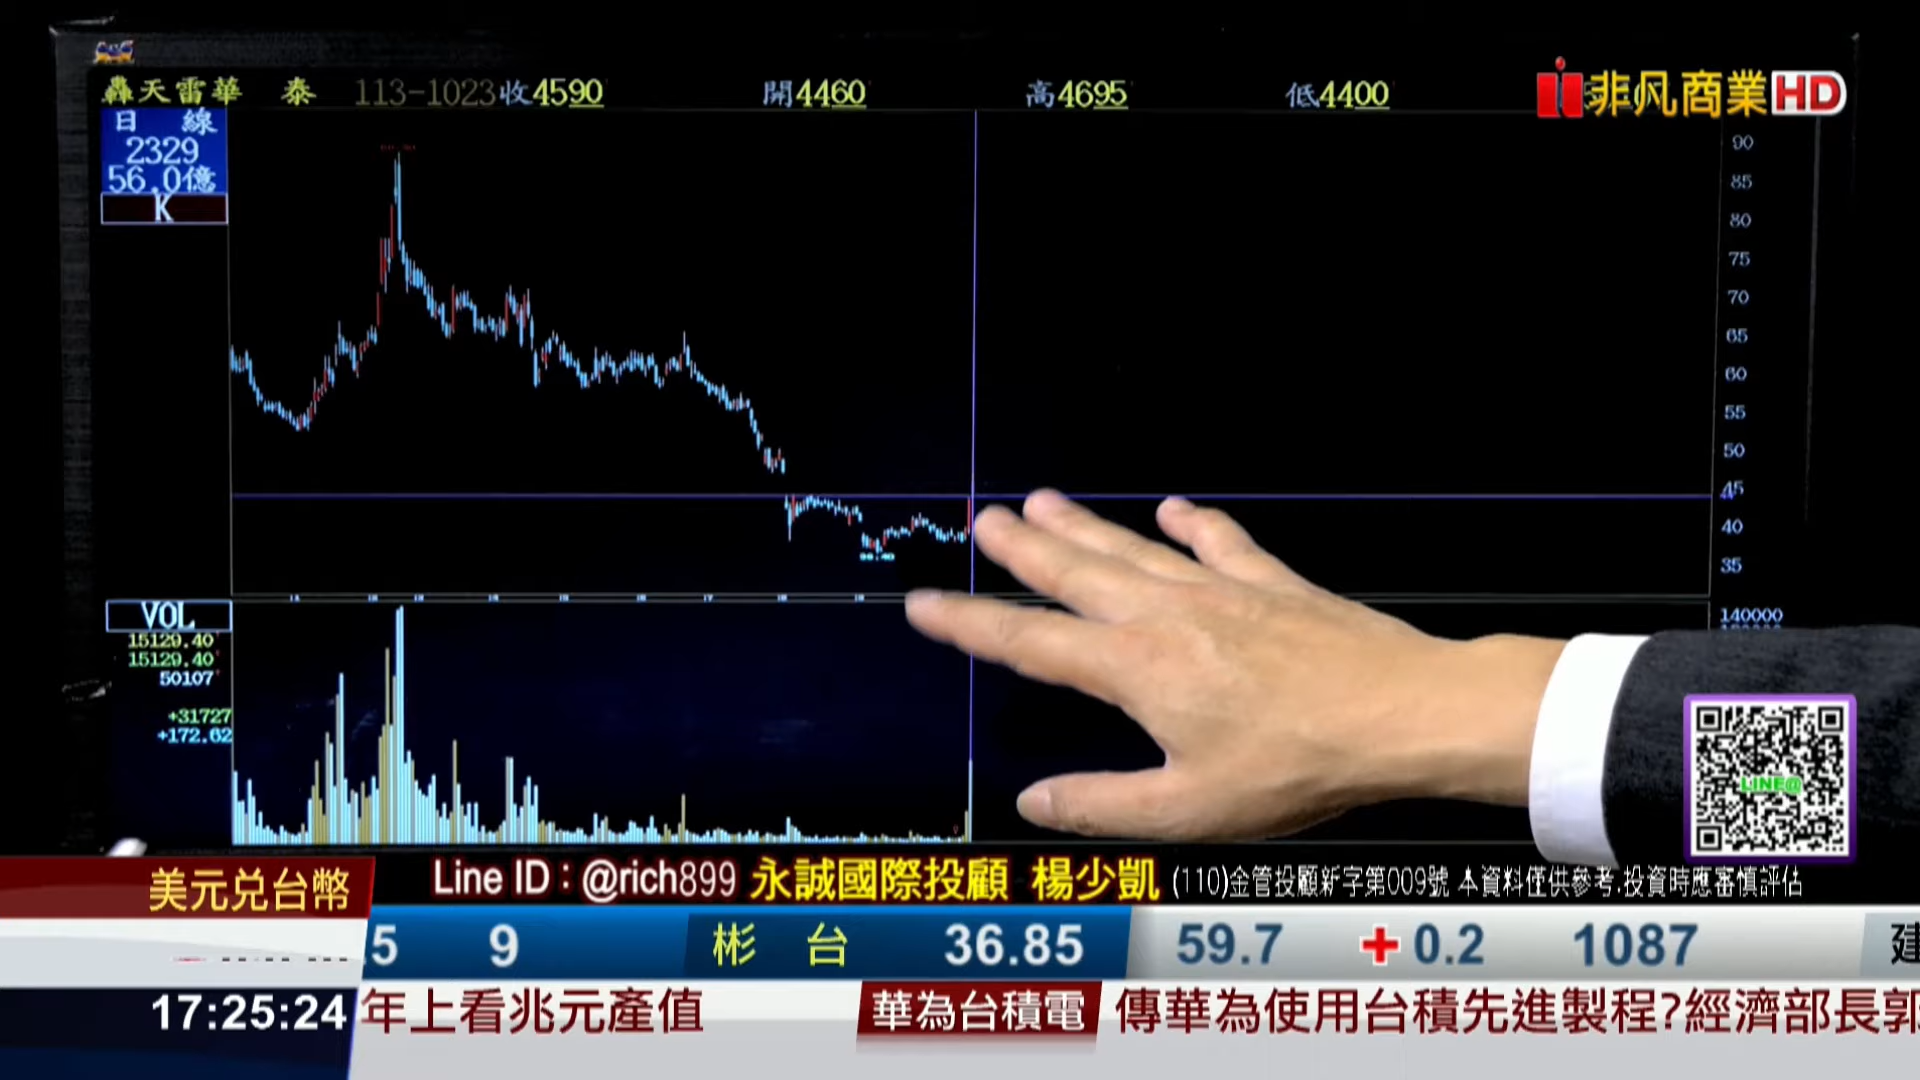 轟天雷華 泰 113-1023收4590 開4460 高4695 低4400
非凡商業HD
日 線
2329
56.0億
K
90
85
80
75
70
65
60
55
50
45
40
35
VOL
15129.40
15129.40
50107
+31727
+172.62
140000
LINE@
美元兌台幣
Line ID：@rich899 永誠國際投顧 楊少凱 (110)金管投顧新字第009號 本資料僅供參考.投資時應審慎評估
.5 9 彬 台 36.85 59.7 +0.2 1087 建
17:25:24
年上看兆元產值 華為台積電 傳華為使用台積先進製程?經濟部長郭